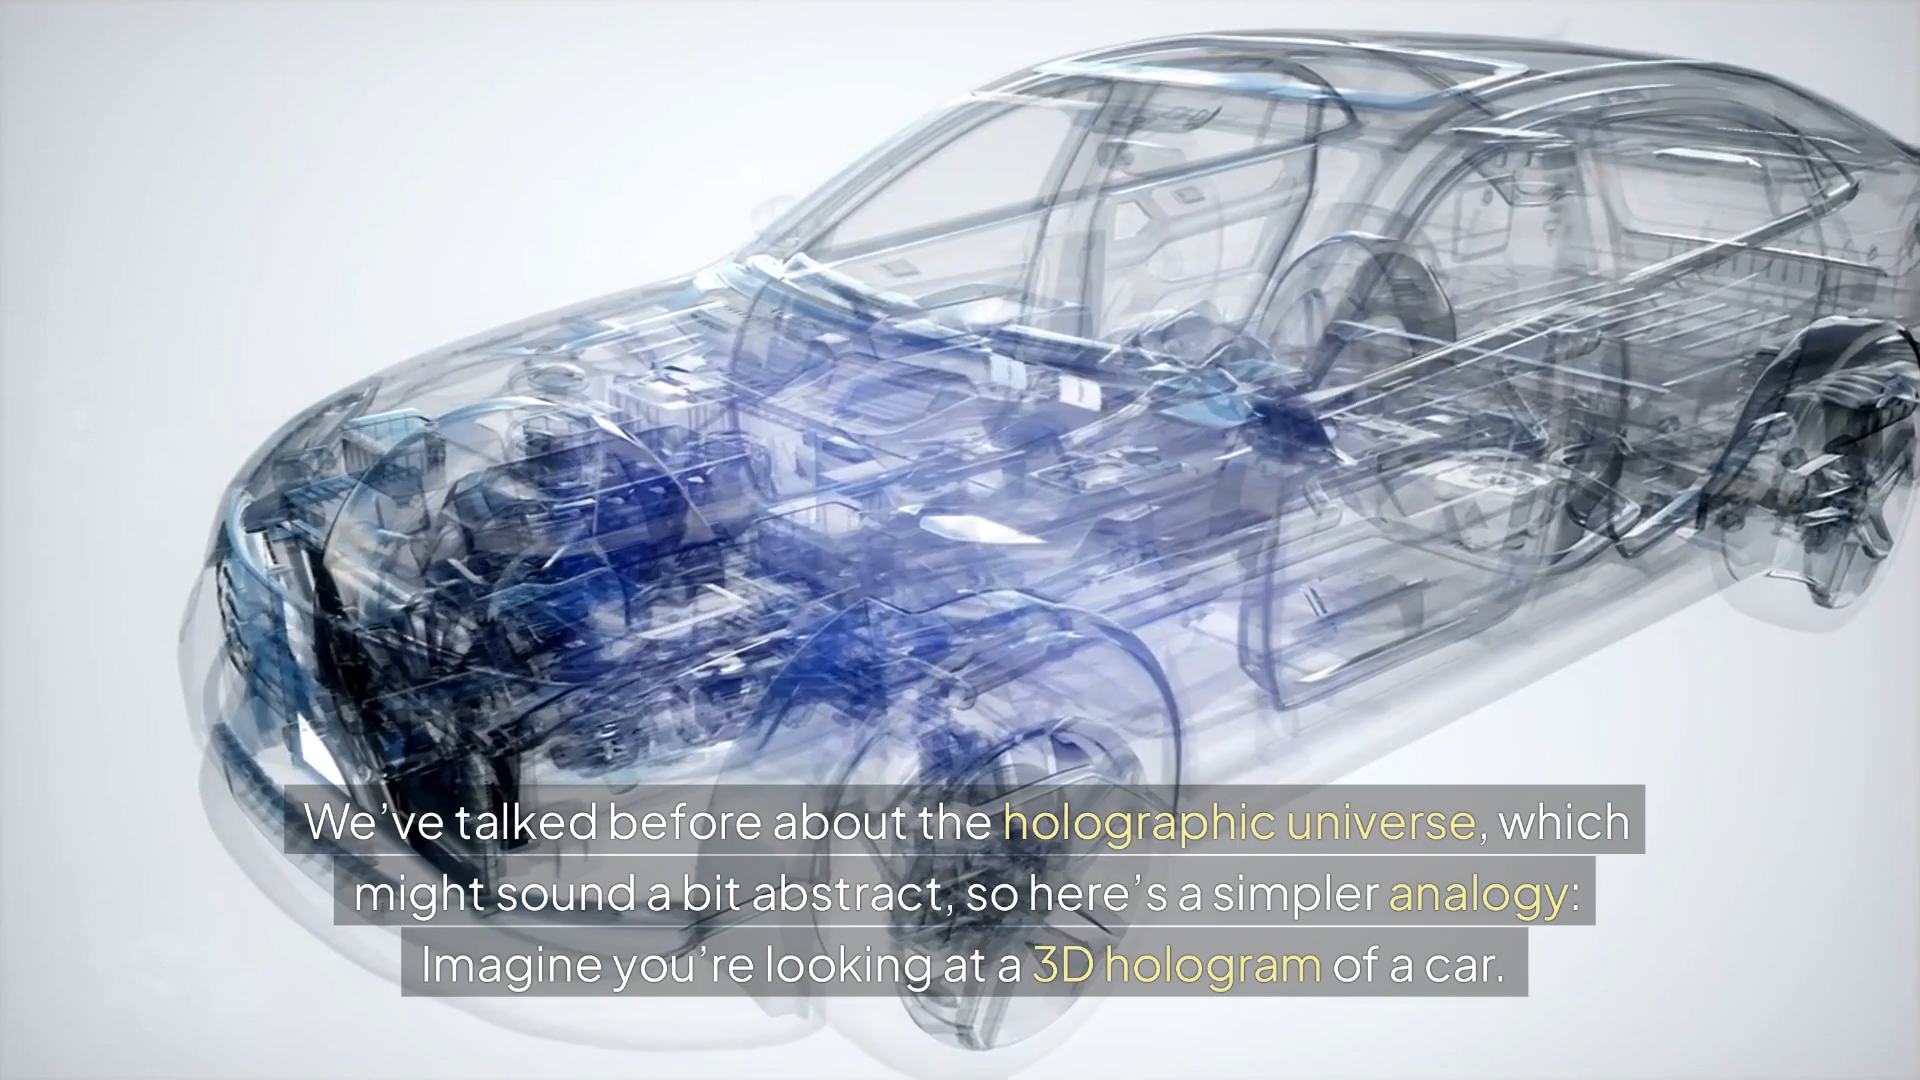 We’ve talked before about the holographic universe, which
might sound a bit abstract, so here’s a simpler analogy:
Imagine you’re looking at a 3D hologram of a car.